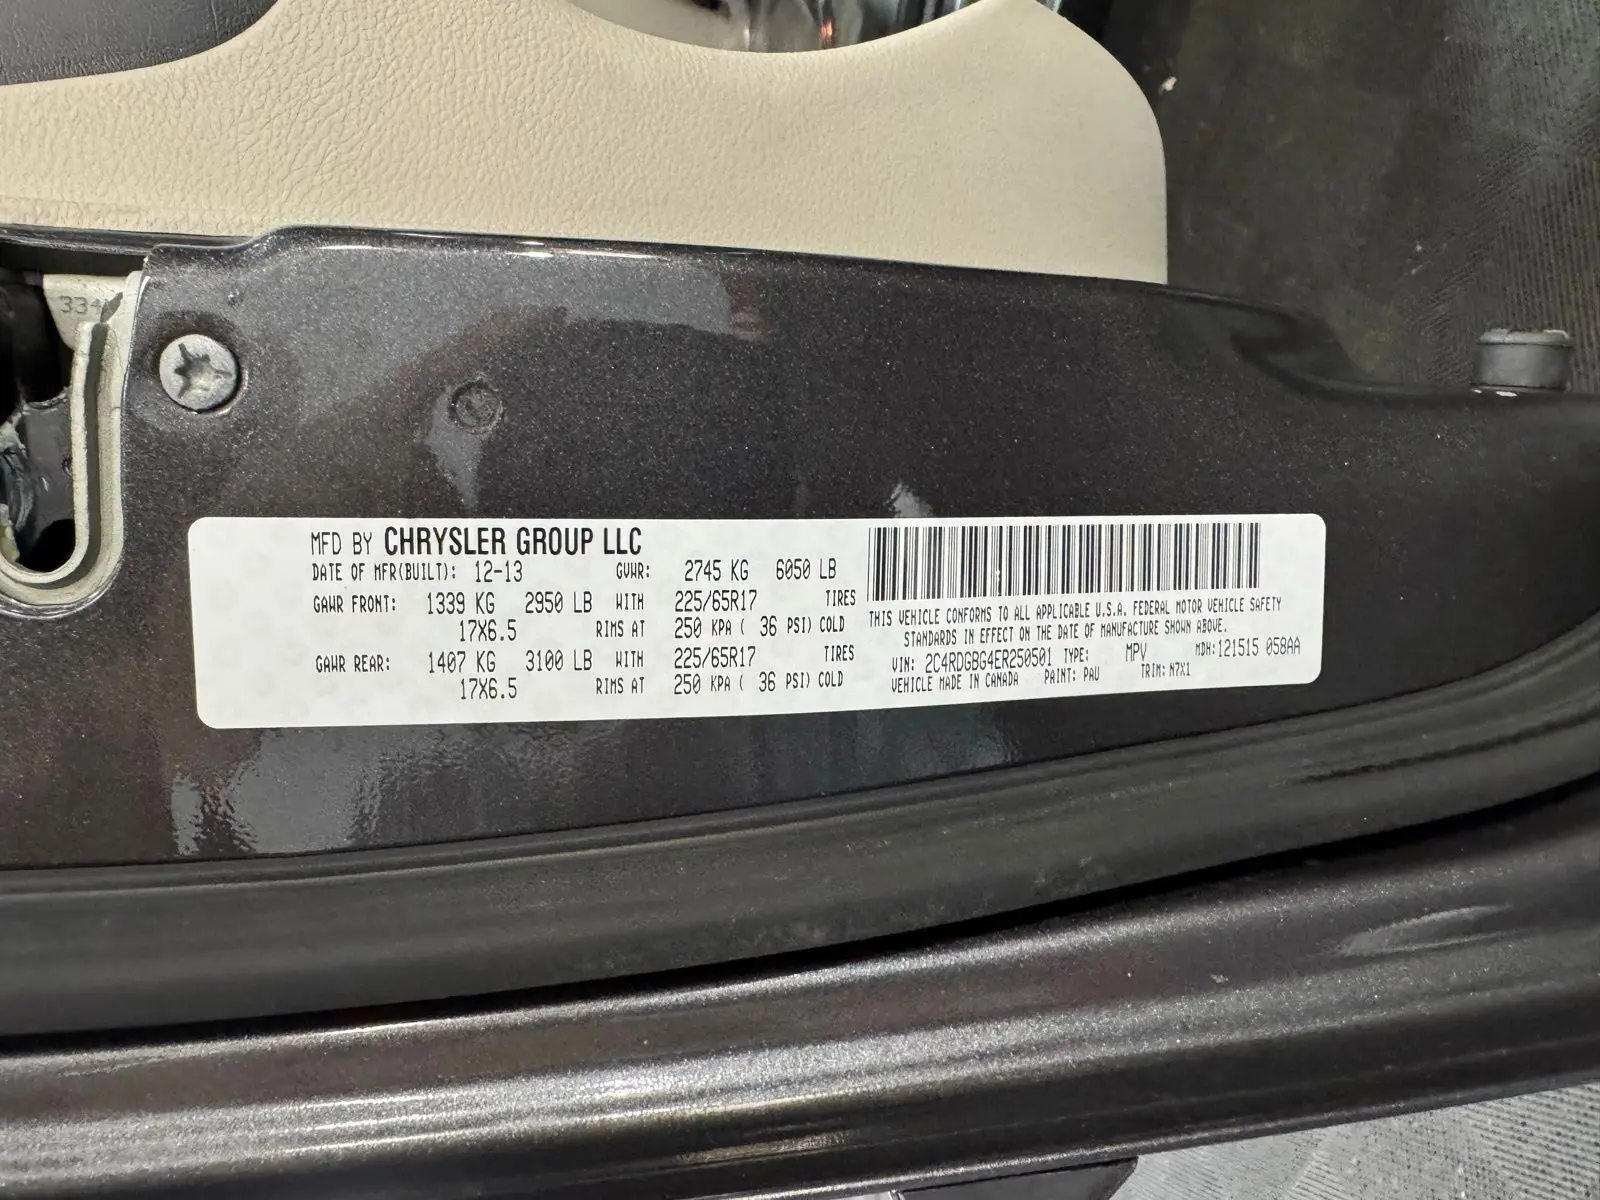 334
MFD BY CHRYSLER GROUP LLC
DATE OF MFR(BUILT): 12-13 GVWR: 2745 KG 6050 LB
GAWR FRONT: 1339 KG 2950 LB WITH 225/65R17 TIRES
17X6.5 RIMS AT 250 KPA ( 36 PSI) COLD
GAWR REAR: 1407 KG 3100 LB WITH 225/65R17 TIRES
17X6.5 RIMS AT 250 KPA ( 36 PSI) COLD
THIS VEHICLE CONFORMS TO ALL APPLICABLE U.S.A. FEDERAL MOTOR VEHICLE SAFETY
STANDARDS IN EFFECT ON THE DATE OF MANUFACTURE SHOWN ABOVE.
VIN: 2C4RDGBG4ER250501 TYPE: MPV MDH:121515 058AA
VEHICLE MADE IN CANADA PAINT: PAU TRIM: N7X1